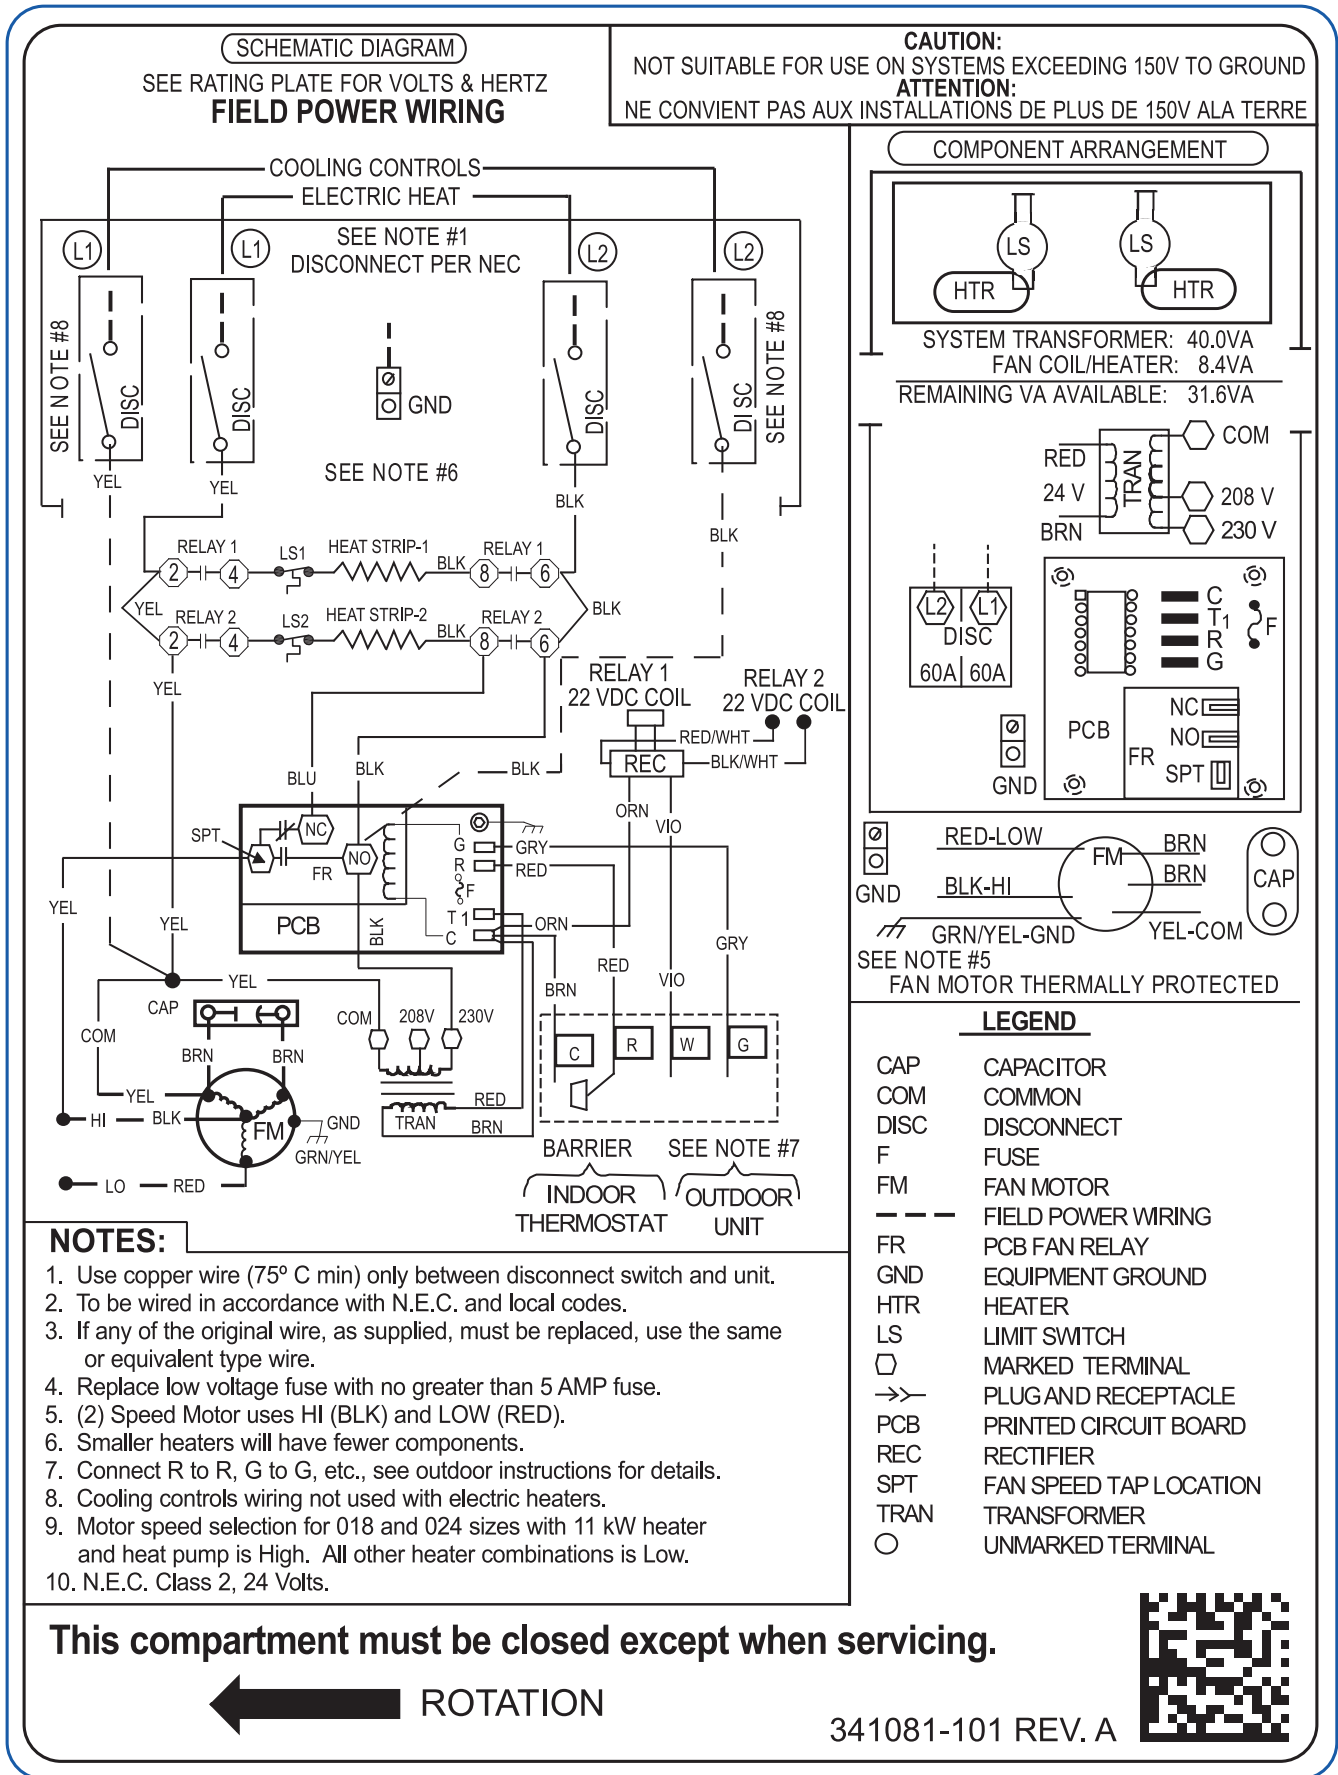 SCHEMATIC DIAGRAM
SEE RATING PLATE FOR VOLTS & HERTZ
FIELD POWER WIRING
CAUTION:
NOT SUITABLE FOR USE ON SYSTEMS EXCEEDING 150V TO GROUND
ATTENTION:
NE CONVIENT PAS AUX INSTALLATIONS DE PLUS DE 150V ALA TERRE
COOLING CONTROLS
ELECTRIC HEAT
L1
L1
SEE NOTE #1
DISCONNECT PER NEC
L2
L2
SEE NOTE #8
DISC
DISC
GND
DISC
DI SC
SEE NOTE #8
SEE NOTE #6
YEL
YEL
BLK
BLK
RELAY 1
LS1
HEAT STRIP-1
BLK
RELAY 1
2
4
8
6
YEL
RELAY 2
LS2
HEAT STRIP-2
BLK
RELAY 2
BLK
2
4
8
6
YEL
RELAY 1
22 VDC COIL
RELAY 2
22 VDC COIL
RED/WHT
REC
BLK/WHT
BLU
BLK
BLK
ORN
VIO
SPT
NC
FR
NO
G
R
F
T 1
C
GRY
RED
ORN
PCB
BLK
YEL
YEL
GRY
RED
VIO
BRN
YEL
CAP
COM
208V
230V
COM
BRN
BRN
C
R
W
G
YEL
HI
BLK
FM
GND
GRN/YEL
TRAN
RED
BRN
LO
RED
BARRIER
SEE NOTE #7
INDOOR
THERMOSTAT
OUTDOOR
UNIT
COMPONENT ARRANGEMENT
LS
LS
HTR
HTR
SYSTEM TRANSFORMER: 40.0VA
FAN COIL/HEATER: 8.4VA
REMAINING VA AVAILABLE: 31.6VA
RED
24 V
BRN
TRAN
COM
208 V
230 V
L2
L1
DISC
60A
60A
C
T1
R
G
F
GND
PCB
FR
NC
NO
SPT
GND
RED-LOW
BLK-HI
GRN/YEL-GND
FM
BRN
BRN
YEL-COM
CAP
SEE NOTE #5
FAN MOTOR THERMALLY PROTECTED
LEGEND
CAP CAPACITOR
COM COMMON
DISC DISCONNECT
F FUSE
FM FAN MOTOR
FIELD POWER WIRING
FR PCB FAN RELAY
GND EQUIPMENT GROUND
HTR HEATER
LS LIMIT SWITCH
MARKED TERMINAL
PLUG AND RECEPTACLE
PCB PRINTED CIRCUIT BOARD
REC RECTIFIER
SPT FAN SPEED TAP LOCATION
TRAN TRANSFORMER
UNMARKED TERMINAL
NOTES:
1. Use copper wire (75º C min) only between disconnect switch and unit.
2. To be wired in accordance with N.E.C. and local codes.
3. If any of the original wire, as supplied, must be replaced, use the same
or equivalent type wire.
4. Replace low voltage fuse with no greater than 5 AMP fuse.
5. (2) Speed Motor uses HI (BLK) and LOW (RED).
6. Smaller heaters will have fewer components.
7. Connect R to R, G to G, etc., see outdoor instructions for details.
8. Cooling controls wiring not used with electric heaters.
9. Motor speed selection for 018 and 024 sizes with 11 kW heater
and heat pump is High. All other heater combinations is Low.
10. N.E.C. Class 2, 24 Volts.
This compartment must be closed except when servicing.
ROTATION
341081-101 REV. A